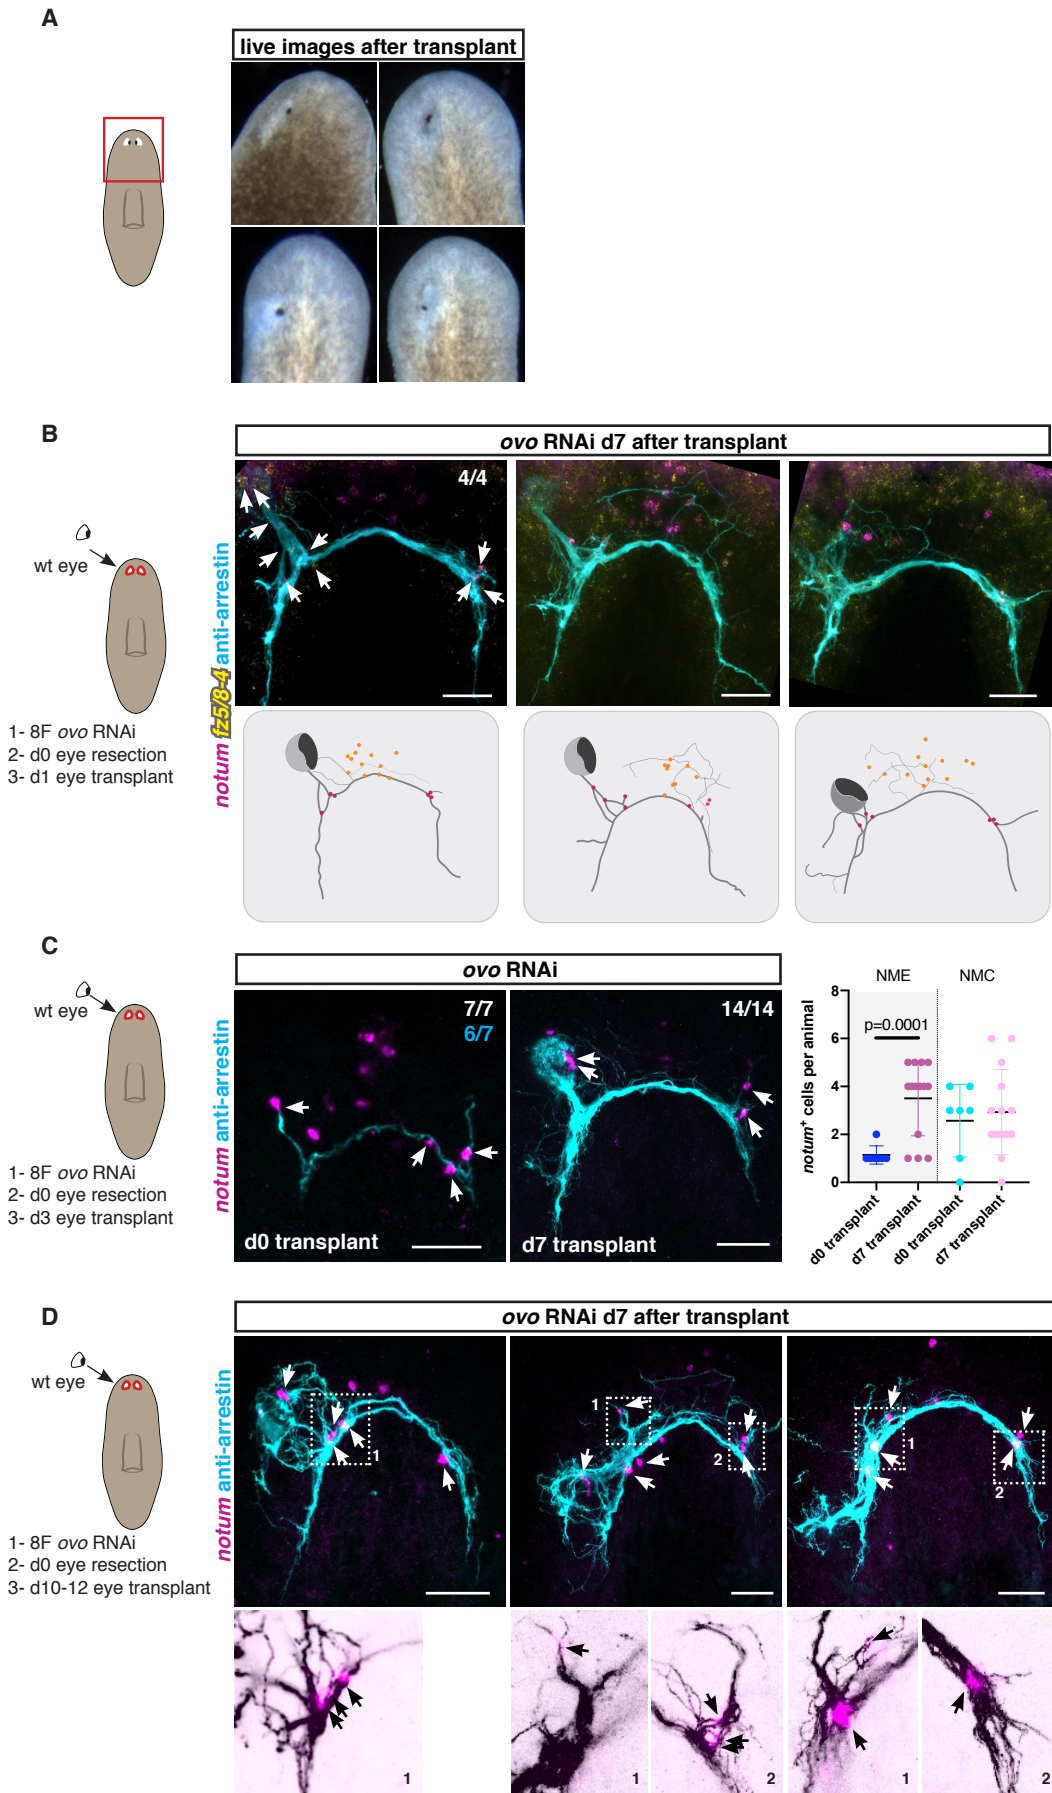 A
live images after transplant
B
ovo RNAi d7 after transplant
wt eye
1- 8F ovo RNAi
2- d0 eye resection
3- d1 eye transplant
notum fz5/8-4 anti-arrestin
4/4
C
ovo RNAi
wt eye
1- 8F ovo RNAi
2- d0 eye resection
3- d3 eye transplant
notum anti-arrestin
7/7
6/7
d0 transplant
14/14
d7 transplant
NME
NMC
p=0.0001
notum+ cells per animal
8
6
4
2
0
d0 transplant
d7 transplant
d0 transplant
d7 transplant
D
ovo RNAi d7 after transplant
wt eye
1- 8F ovo RNAi
2- d0 eye resection
3- d10-12 eye transplant
notum anti-arrestin
1
1
2
1
2
1
1
2
1
2